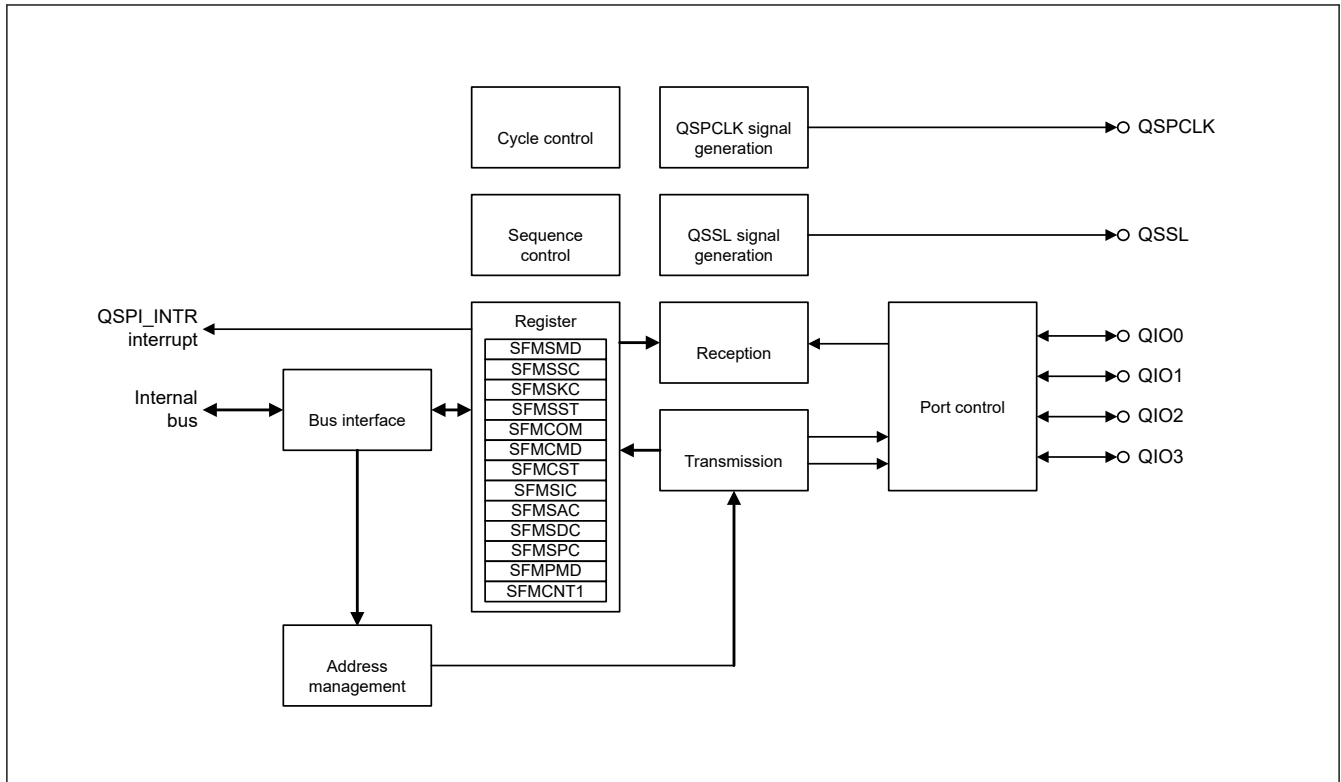 Cycle control
QSPCLK signal
generation
QSPCLK
Sequence
control
QSSL signal
generation
QSSL
QSPI_INTR
interrupt
Internal
bus
Bus interface
Register
SFMSMD
SFMSSC
SFMSKC
SFMSST
SFMCOM
SFMCMD
SFMCST
SFMSIC
SFMSAC
SFMSDC
SFMSPC
SFMPMD
SFMCNT1
Reception
Transmission
Port control
QIO0
QIO1
QIO2
QIO3
Address
management